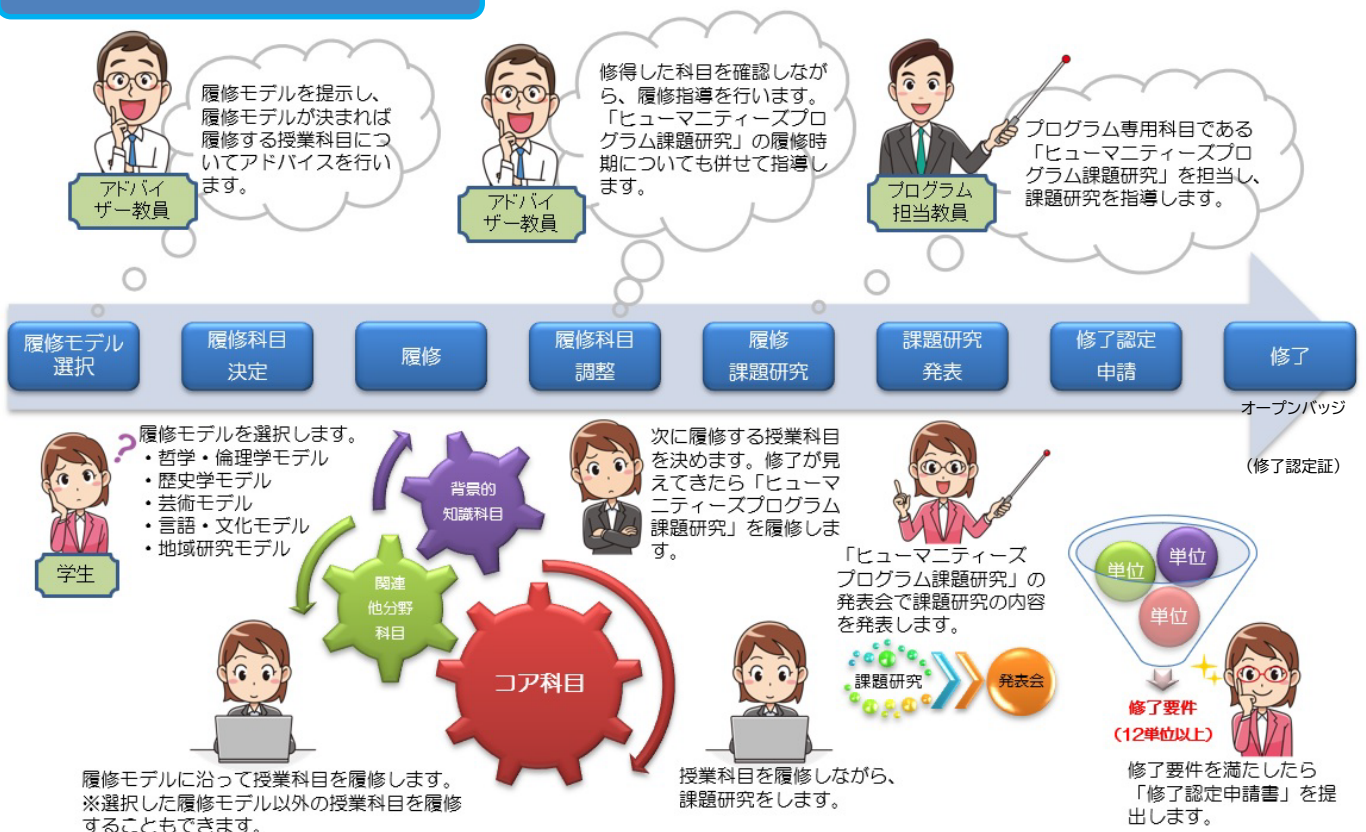 履修モデルを提示し、
履修モデルが決まれば
履修する授業科目につ
いてアドバイスを行い
ます。
アドバイ
ザー教員
修得した科目を確認しなが
ら、履修指導を行います。
「ヒューマニティーズプロ
グラム課題研究」の履修時
期についても併せて指導し
ます。
アドバイ
ザー教員
プログラム専用科目である
「ヒューマニティーズプロ
グラム課題研究」を担当し、
課題研究を指導します。
プログラム
担当教員
履修モデル
選択
履修科目
決定
履修
履修科目
調整
履修
課題研究
課題研究
発表
修了認定
申請
修了
オープンバッジ
（修了認定証）
履修モデルを選択します。
・哲学・倫理学モデル
・歴史学モデル
・芸術モデル
・言語・文化モデル
・地域研究モデル
?
学生
背景的
知識科目
関連
他分野
科目
コア科目
履修モデルに沿って授業科目を履修します。
※選択した履修モデル以外の授業科目を履修
することもできます。
次に履修する授業科目
を決めます。修了が見
えてきたら「ヒューマ
ニティーズプログラム
課題研究」を履修しま
す。
授業科目を履修しながら、
課題研究をします。
「ヒューマニティーズ
プログラム課題研究」の
発表会で課題研究の内容
を発表します。
課題研究
発表会
単位
単位
単位
修了要件
（12単位以上）
修了要件を満たしたら
「修了認定申請書」を提
出します。